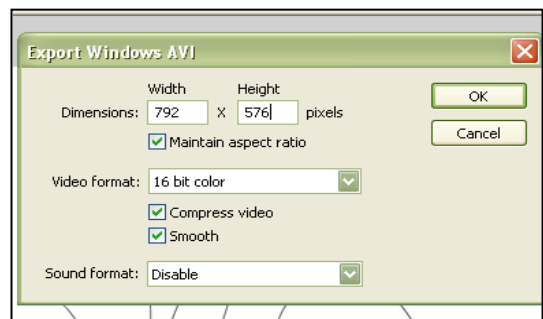 Export Windows AVI
Width Height
Dimensions: 792 X 576 pixels
Maintain aspect ratio
Video format: 16 bit color
Compress video
Smooth
Sound format: Disable
OK
Cancel